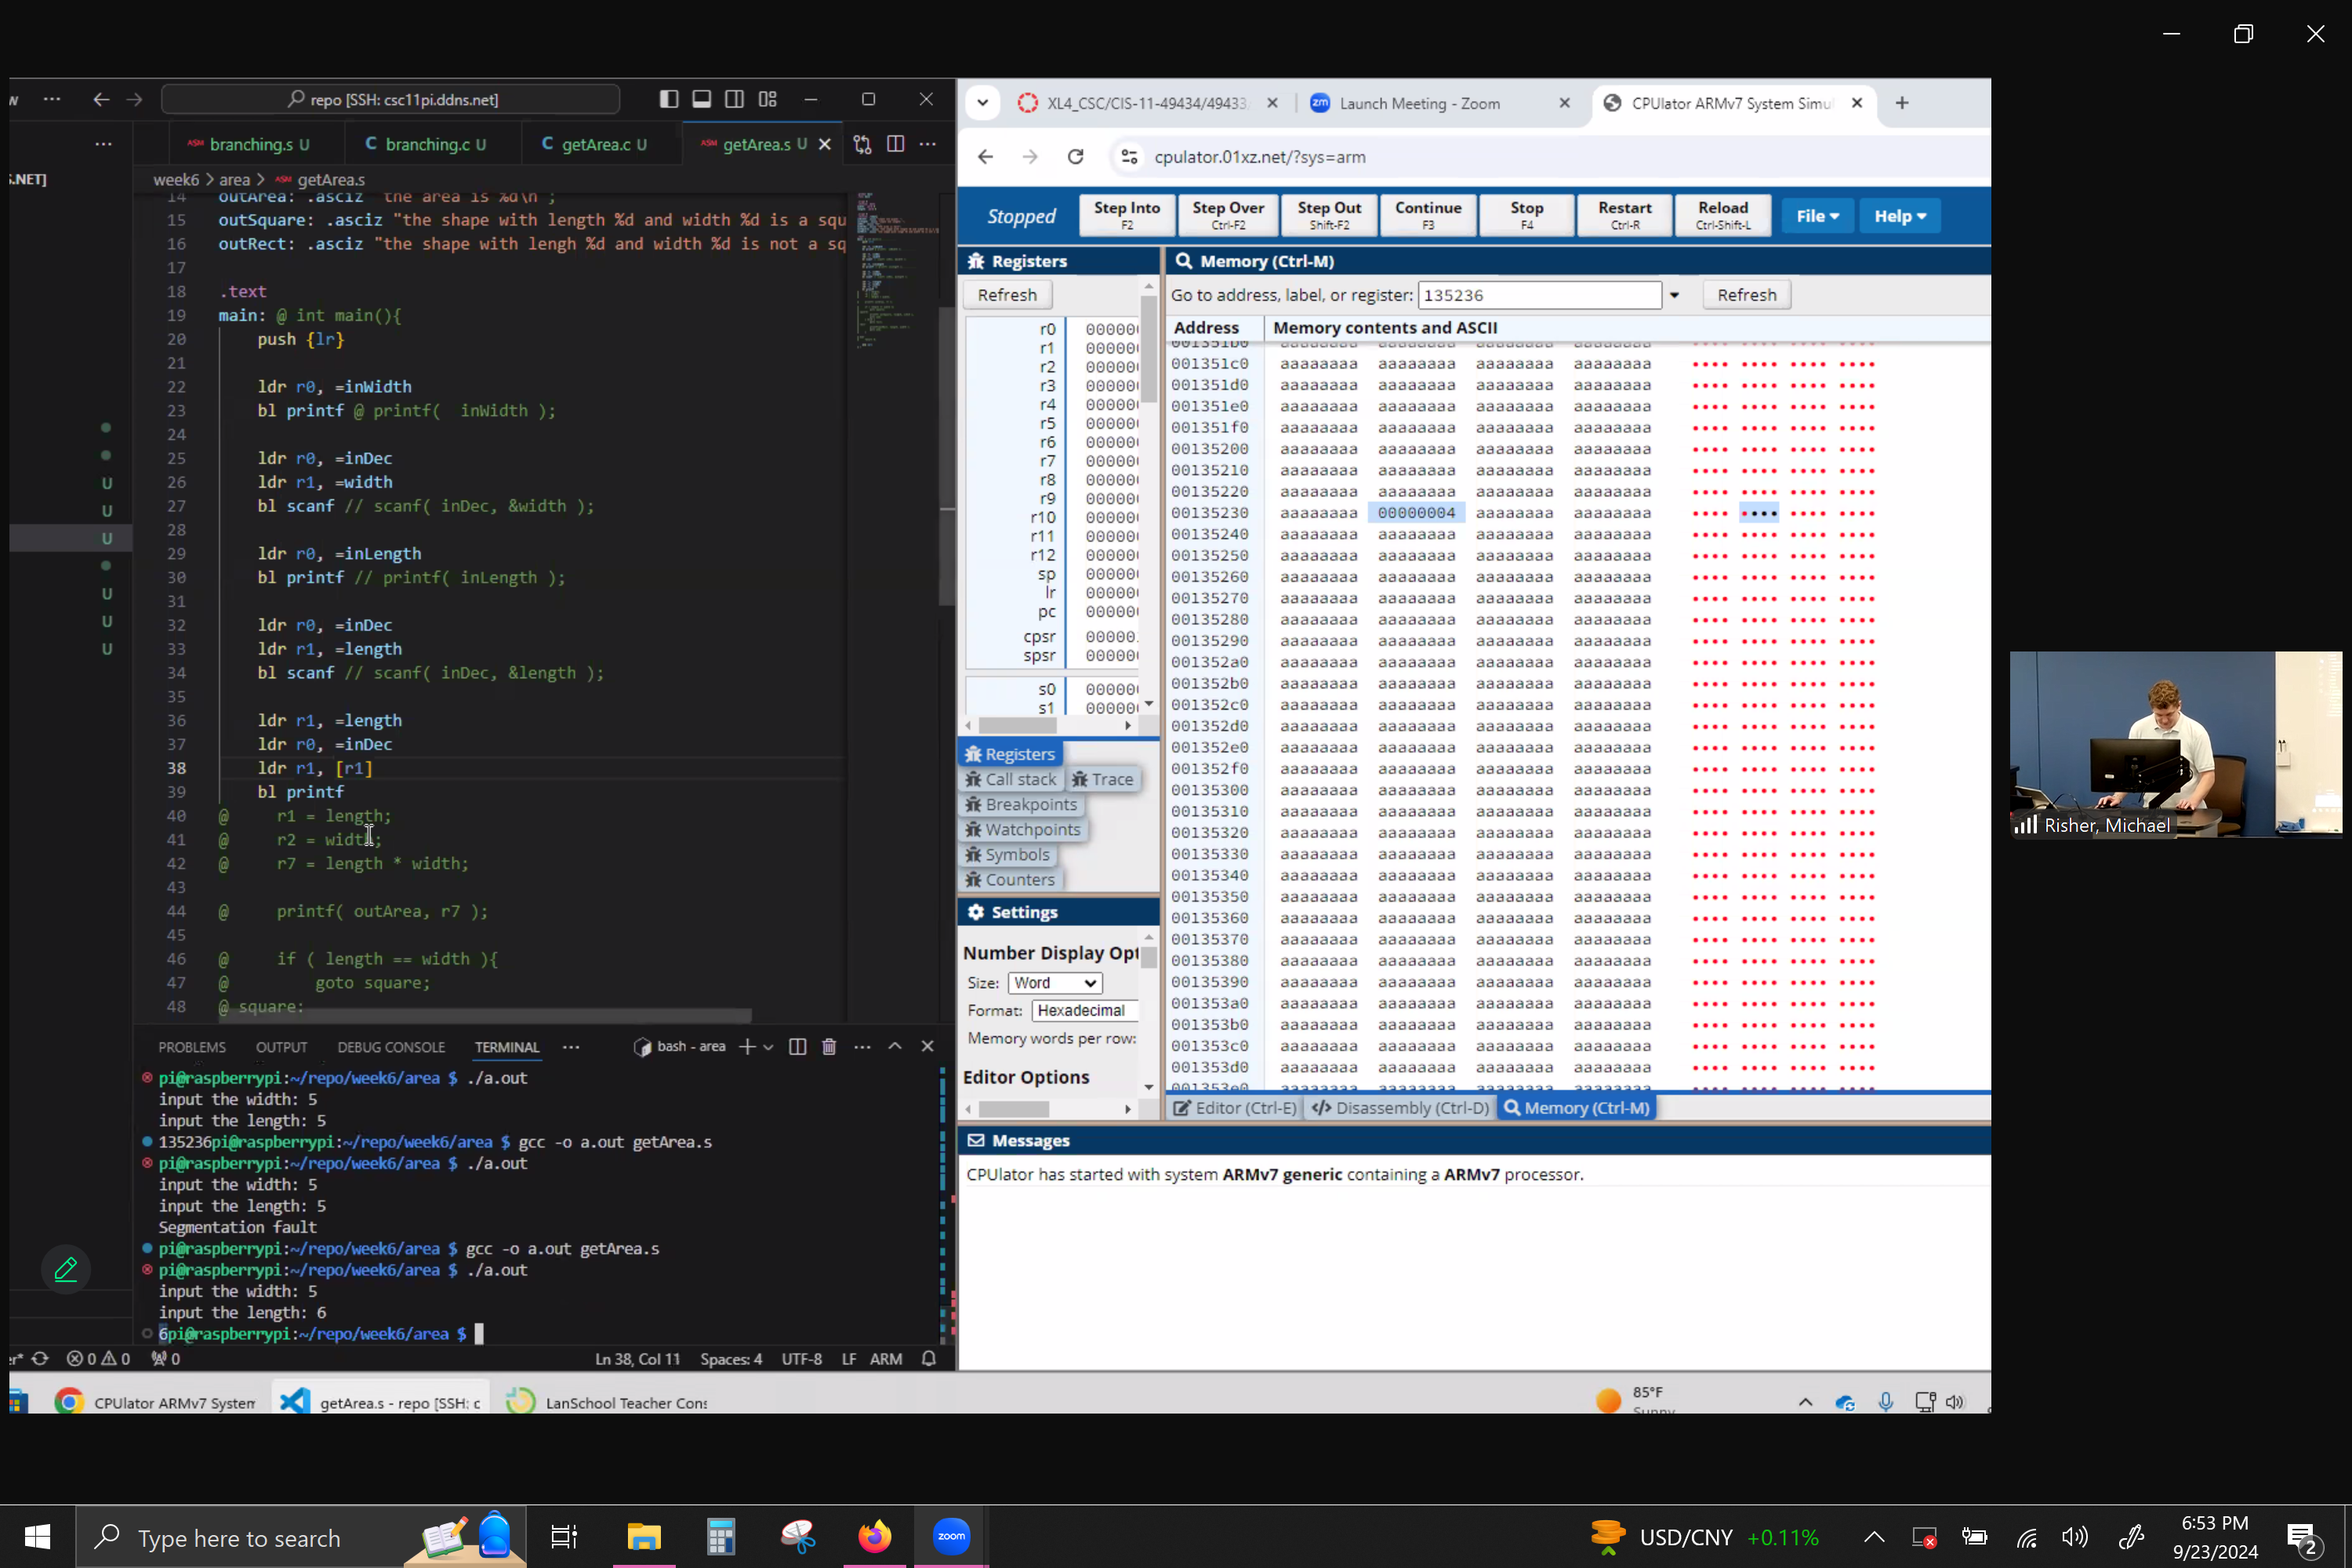 w ··· repo [SSH: csc11pi.ddns.net]
.NET]
branching.s U
branching.c U
getArea.c U
getArea.s U
week6 > area > getArea.s
14 outArea: .asciz "the area is %d\n";
15 outSquare: .asciz "the shape with length %d and width %d is a squ
16 outRect: .asciz "the shape with lengh %d and width %d is not a sq
17
18 .text
19 main: @ int main(){
20 push {lr}
21
22 ldr r0, =inWidth
23 bl printf @ printf( inWidth );
24
25 ldr r0, =inDec
26 ldr r1, =width
27 bl scanf // scanf( inDec, &width );
28
29 ldr r0, =inLength
30 bl printf // printf( inLength );
31
32 ldr r0, =inDec
33 ldr r1, =length
34 bl scanf // scanf( inDec, &length );
35
36 ldr r1, =length
37 ldr r0, =inDec
38 ldr r1, [r1]
39 bl printf
40 @ r1 = length;
41 @ r2 = width;
42 @ r7 = length * width;
43
44 @ printf( outArea, r7 );
45
46 @ if ( length == width ){
47 @ goto square;
48 @ square:
U
U
U
U
U
U
PROBLEMS OUTPUT DEBUG CONSOLE TERMINAL ··· bash - area
pi@raspberrypi:~/repo/week6/area $ ./a.out
input the width: 5
input the length: 5
135236pi@raspberrypi:~/repo/week6/area $ gcc -o a.out getArea.s
pi@raspberrypi:~/repo/week6/area $ ./a.out
input the width: 5
input the length: 5
Segmentation fault
pi@raspberrypi:~/repo/week6/area $ gcc -o a.out getArea.s
pi@raspberrypi:~/repo/week6/area $ ./a.out
input the width: 5
input the length: 6
6pi@raspberrypi:~/repo/week6/area $
er* 0 0 0 Ln 38, Col 11 Spaces: 4 UTF-8 LF ARM
XL4_CSC/CIS-11-49434/49433
Launch Meeting - Zoom
CPUlator ARMv7 System Simu
cpulator.01xz.net/?sys=arm
Stopped
Step Into F2
Step Over Ctrl-F2
Step Out Shift-F2
Continue F3
Stop F4
Restart Ctrl-R
Reload Ctrl-Shift-L
File
Help
Registers
Refresh
r0 00000
r1 00000
r2 00000
r3 00000
r4 00000
r5 00000
r6 00000
r7 00000
r8 00000
r9 00000
r10 00000
r11 00000
r12 00000
sp 00000
lr 00000
pc 00000
cpsr 00000
spsr 00000
s0 00000
s1 00000
Registers
Call stack Trace
Breakpoints
Watchpoints
Symbols
Counters
Settings
Number Display Opt
Size: Word
Format: Hexadecimal
Memory words per row:
Editor Options
Memory (Ctrl-M)
Go to address, label, or register: 135236 Refresh
Address Memory contents and ASCII
001351b0 aaaaaaaa aaaaaaaa aaaaaaaa aaaaaaaa
001351c0 aaaaaaaa aaaaaaaa aaaaaaaa aaaaaaaa
001351d0 aaaaaaaa aaaaaaaa aaaaaaaa aaaaaaaa
001351e0 aaaaaaaa aaaaaaaa aaaaaaaa aaaaaaaa
001351f0 aaaaaaaa aaaaaaaa aaaaaaaa aaaaaaaa
00135200 aaaaaaaa aaaaaaaa aaaaaaaa aaaaaaaa
00135210 aaaaaaaa aaaaaaaa aaaaaaaa aaaaaaaa
00135220 aaaaaaaa aaaaaaaa aaaaaaaa aaaaaaaa
00135230 aaaaaaaa 00000004 aaaaaaaa aaaaaaaa
00135240 aaaaaaaa aaaaaaaa aaaaaaaa aaaaaaaa
00135250 aaaaaaaa aaaaaaaa aaaaaaaa aaaaaaaa
00135260 aaaaaaaa aaaaaaaa aaaaaaaa aaaaaaaa
00135270 aaaaaaaa aaaaaaaa aaaaaaaa aaaaaaaa
00135280 aaaaaaaa aaaaaaaa aaaaaaaa aaaaaaaa
00135290 aaaaaaaa aaaaaaaa aaaaaaaa aaaaaaaa
001352a0 aaaaaaaa aaaaaaaa aaaaaaaa aaaaaaaa
001352b0 aaaaaaaa aaaaaaaa aaaaaaaa aaaaaaaa
001352c0 aaaaaaaa aaaaaaaa aaaaaaaa aaaaaaaa
001352d0 aaaaaaaa aaaaaaaa aaaaaaaa aaaaaaaa
001352e0 aaaaaaaa aaaaaaaa aaaaaaaa aaaaaaaa
001352f0 aaaaaaaa aaaaaaaa aaaaaaaa aaaaaaaa
00135300 aaaaaaaa aaaaaaaa aaaaaaaa aaaaaaaa
00135310 aaaaaaaa aaaaaaaa aaaaaaaa aaaaaaaa
00135320 aaaaaaaa aaaaaaaa aaaaaaaa aaaaaaaa
00135330 aaaaaaaa aaaaaaaa aaaaaaaa aaaaaaaa
00135340 aaaaaaaa aaaaaaaa aaaaaaaa aaaaaaaa
00135350 aaaaaaaa aaaaaaaa aaaaaaaa aaaaaaaa
00135360 aaaaaaaa aaaaaaaa aaaaaaaa aaaaaaaa
00135370 aaaaaaaa aaaaaaaa aaaaaaaa aaaaaaaa
00135380 aaaaaaaa aaaaaaaa aaaaaaaa aaaaaaaa
00135390 aaaaaaaa aaaaaaaa aaaaaaaa aaaaaaaa
001353a0 aaaaaaaa aaaaaaaa aaaaaaaa aaaaaaaa
001353b0 aaaaaaaa aaaaaaaa aaaaaaaa aaaaaaaa
001353c0 aaaaaaaa aaaaaaaa aaaaaaaa aaaaaaaa
001353d0 aaaaaaaa aaaaaaaa aaaaaaaa aaaaaaaa
001353e0 aaaaaaaa aaaaaaaa aaaaaaaa aaaaaaaa
Editor (Ctrl-E) Disassembly (Ctrl-D) Memory (Ctrl-M)
Messages
CPUlator has started with system ARMv7 generic containing a ARMv7 processor.
CPUlator ARMv7 System getArea.s - repo [SSH: c LanSchool Teacher Cons
85°F
Sunny
Risher, Michael
Type here to search
zoom
USD/CNY +0.11%
6:53 PM
9/23/2024
2